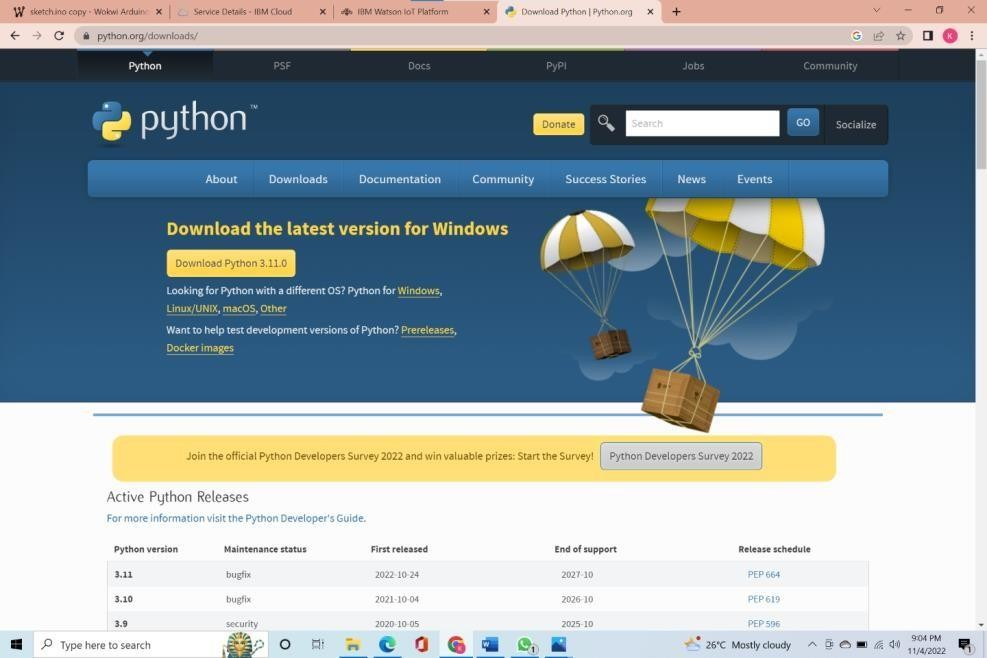 sketch.ino copy - Wokwi Arduino
Service Details - IBM Cloud
IBM Watson IoT Platform
Download Python | Python.org
python.org/downloads/
K
Python PSF Docs PyPI Jobs Community
python™
Donate
Search
GO
Socialize
About Downloads Documentation Community Success Stories News Events
Download the latest version for Windows
Download Python 3.11.0
Looking for Python with a different OS? Python for Windows,
Linux/UNIX, macOS, Other
Want to help test development versions of Python? Prereleases,
Docker images
Join the official Python Developers Survey 2022 and win valuable prizes: Start the Survey! Python Developers Survey 2022
Active Python Releases
For more information visit the Python Developer's Guide.
Python version Maintenance status First released End of support Release schedule
3.11 bugfix 2022-10-24 2027-10 PEP 664
3.10 bugfix 2021-10-04 2026-10 PEP 619
3.9 security 2020-10-05 2025-10 PEP 596
Type here to search
26°C Mostly cloudy
9:04 PM
11/4/2022